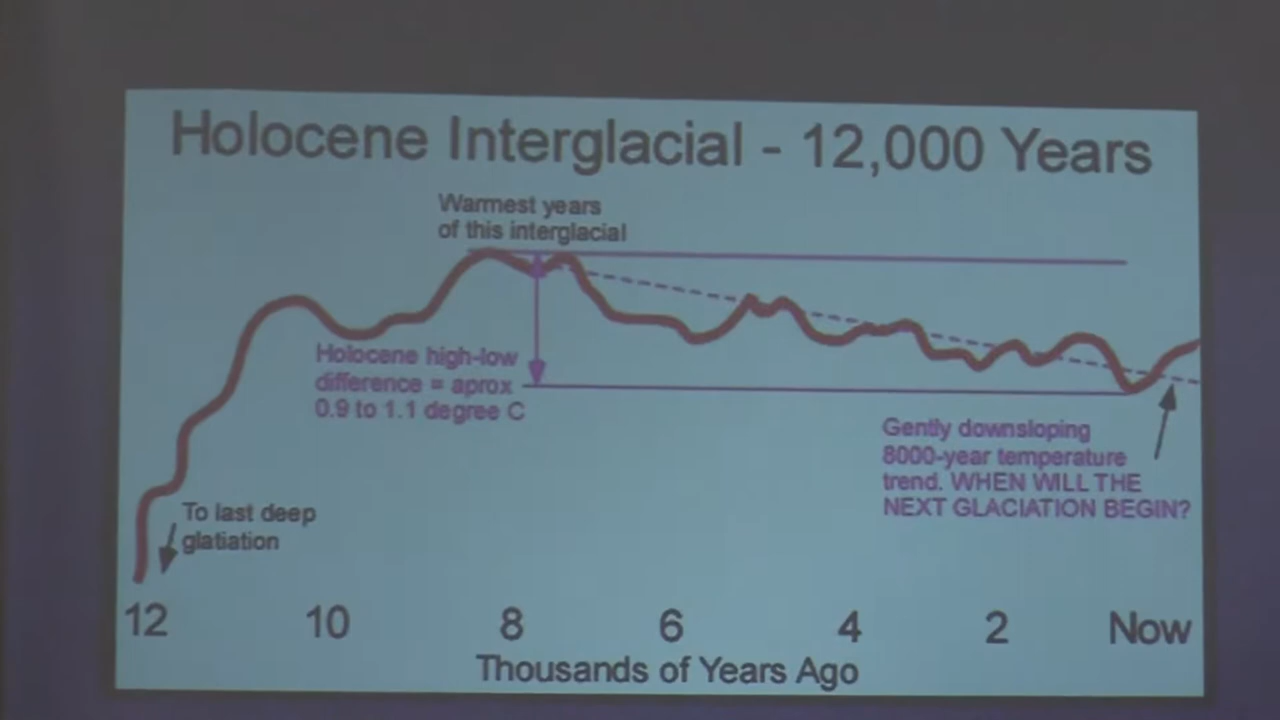 Holocene Interglacial - 12,000 Years
Warmest years
of this interglacial
Holocene high-low
difference = aprox
0.9 to 1.1 degree C
Gently downsloping
8000-year temperature
trend. WHEN WILL THE
NEXT GLACIATION BEGIN?
To last deep
glatiation
12 10 8 6 4 2 Now
Thousands of Years Ago